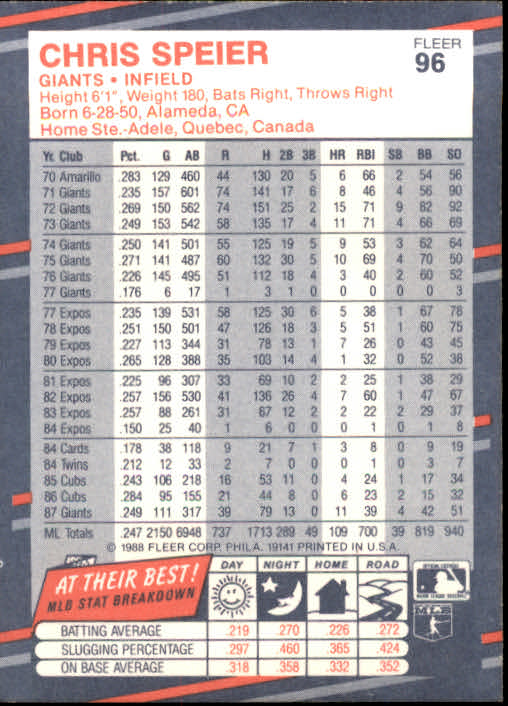 CHRIS SPEIER
FLEER
96
GIANTS • INFIELD
Height 6'1", Weight 180, Bats Right, Throws Right
Born 6-28-50, Alameda, CA
Home Ste.-Adele, Quebec, Canada
Yr. Club Pct. G AB R H 2B 3B HR RBI SB BB SO
70 Amarillo .283 129 460 44 130 20 5 6 66 2 54 56
71 Giants .235 157 601 74 141 17 6 8 46 4 56 90
72 Giants .269 150 562 74 151 25 2 15 71 9 82 92
73 Giants .249 153 542 58 135 17 4 11 71 4 66 69
74 Giants .250 141 501 55 125 19 5 9 53 3 62 64
75 Giants .271 141 487 60 132 30 5 10 69 4 70 50
76 Giants .226 145 495 51 112 18 4 3 40 2 60 52
77 Giants .176 6 17 1 3 1 0 0 0 0 0 3
77 Expos .235 139 531 58 125 30 6 5 38 1 67 78
78 Expos .251 150 501 47 126 18 3 5 51 1 60 75
79 Expos .227 113 344 31 78 13 1 7 26 0 43 45
80 Expos .265 128 388 35 103 14 4 1 32 0 52 38
81 Expos .225 96 307 33 69 10 2 2 25 1 38 29
82 Expos .257 156 530 41 136 26 4 7 60 1 47 67
83 Expos .257 88 261 31 67 12 2 2 22 2 29 37
84 Expos .150 25 40 1 6 0 0 0 1 0 1 8
84 Cards .178 38 118 9 21 7 1 3 8 0 9 19
84 Twins .212 12 33 2 7 0 0 0 1 0 3 7
85 Cubs .243 106 218 16 53 11 0 4 24 1 17 34
86 Cubs .284 95 155 21 44 8 0 6 23 2 15 32
87 Giants .249 111 317 39 79 13 0 11 39 4 42 51
ML Totals .247 2150 6948 737 1713 289 49 109 700 39 819 940
© 1988 FLEER CORP. PHILA. 19141 PRINTED IN U.S.A.
AT THEIR BEST!
MLB STAT BREAKDOWN
DAY NIGHT HOME ROAD
BATTING AVERAGE .219 .270 .226 .272
SLUGGING PERCENTAGE .297 .460 .365 .424
ON BASE AVERAGE .318 .358 .332 .352